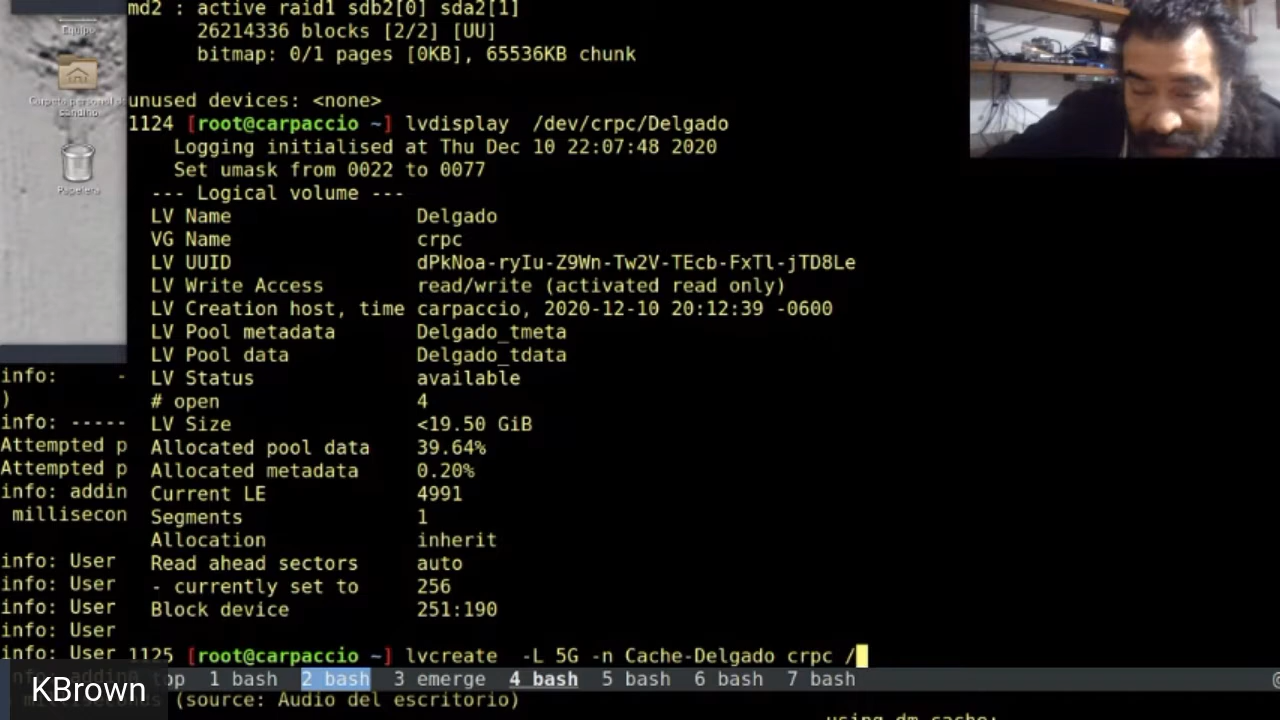 md2 : active raid1 sdb2[0] sda2[1]
26214336 blocks [2/2] [UU]
bitmap: 0/1 pages [0KB], 65536KB chunk
unused devices: <none>
1124 [root@carpaccio ~] lvdisplay  /dev/crpc/Delgado
Logging initialised at Thu Dec 10 22:07:48 2020
Set umask from 0022 to 0077
--- Logical volume ---
LV Name Delgado
VG Name crpc
LV UUID dPkNoa-ryIu-Z9Wn-Tw2V-TEcb-FxTl-jTD8Le
LV Write Access read/write (activated read only)
LV Creation host, time carpaccio, 2020-12-10 20:12:39 -0600
LV Pool metadata Delgado_tmeta
LV Pool data Delgado_tdata
LV Status available
# open 4
LV Size <19.50 GiB
Allocated pool data 39.64%
Allocated metadata 0.20%
Current LE 4991
Segments 1
Allocation inherit
Read ahead sectors auto
- currently set to 256
Block device 251:190
1125 [root@carpaccio ~] lvcreate  -L 5G -n Cache-Delgado crpc /
Equipo
Carpeta personal de
sandino
Papelera
info: -
)
info: -----
Attempted p
Attempted p
info: addin
millisecon
info: User
info: User
info: User
info: User
info: User
op 1 bash 2 bash 3 emerge 4 bash 5 bash 6 bash 7 bash
KBrown
(source: Audio del escritorio)
using dm-cache: